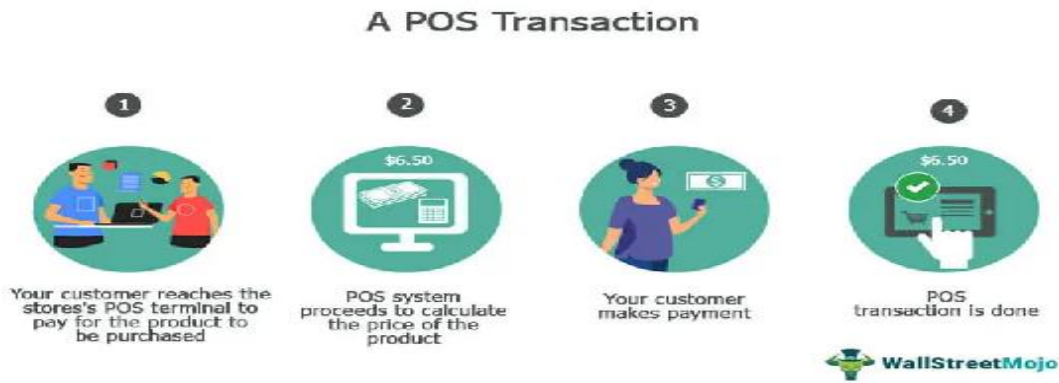 A POS Transaction
1
2
3
4
$6.50
$
$6.50
Your customer reaches the
stores's POS terminal to
pay for the product to
be purchased
POS system
proceeds to calculate
the price of the
product
Your customer
makes payment
POS
transaction is done
WallStreetMojo